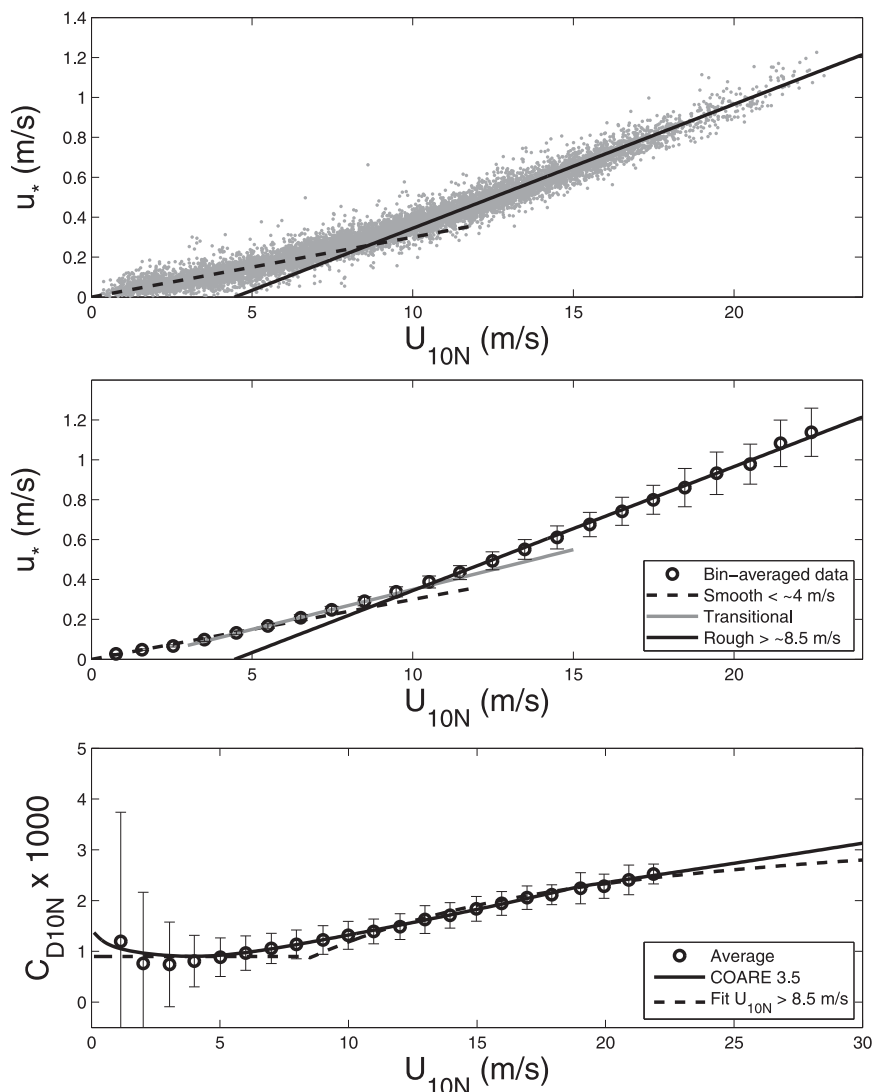 1.4
1.2
1
0.8
0.6
0.4
0.2
0
u* (m/s)
0 5 10 15 20
U10N (m/s)
1.2
1
0.8
0.6
0.4
0.2
0
u* (m/s)
Bin−averaged data
Smooth < ~4 m/s
Transitional
Rough > ~8.5 m/s
0 5 10 15 20
U10N (m/s)
5
4
3
2
1
0
CD10N x 1000
Average
COARE 3.5
Fit U10N > 8.5 m/s
0 5 10 15 20 25 30
U10N (m/s)